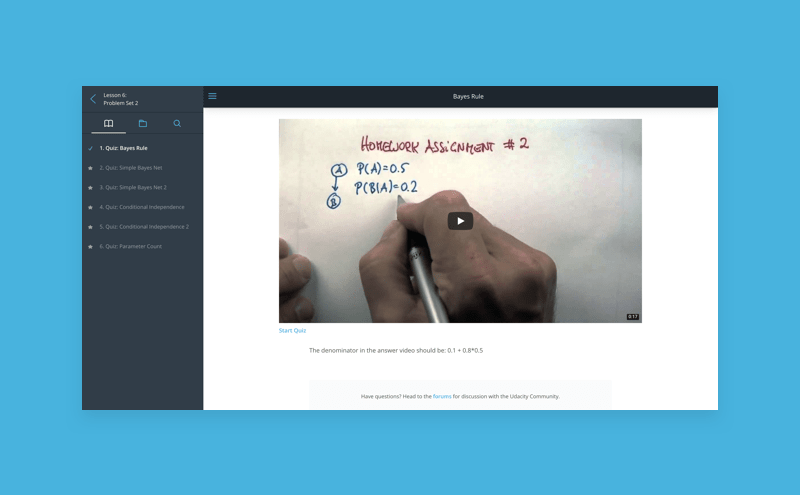 Lesson 6:
Problem Set 2
1. Quiz: Bayes Rule
2. Quiz: Simple Bayes Net
3. Quiz: Simple Bayes Net 2
4. Quiz: Conditional Independence
5. Quiz: Conditional Independence 2
6. Quiz: Parameter Count
Bayes Rule
HOMEWORK ASSIGNMENT # 2
A P(A)=0.5
P(B|A)=0.2
B
0:17
Start Quiz
The denominator in the answer video should be: 0.1 + 0.8*0.5
Have questions? Head to the forums for discussion with the Udacity Community.